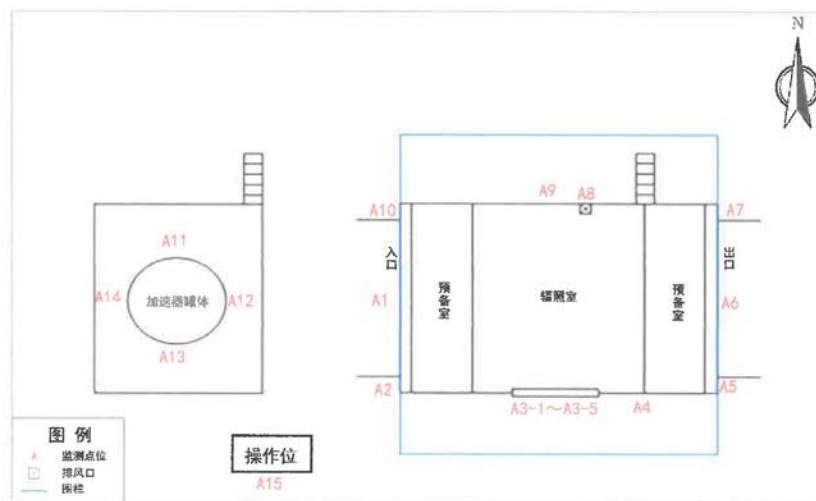 N
A9
A8
A10
A7
A11
入口
出口
A14
加速器罐体
A12
A1
预备室
辐照室
预备室
A6
A13
A2
A5
A3-1～A3-5
A4
图 例
A 监测点位
排风口
围栏
操作位
A15